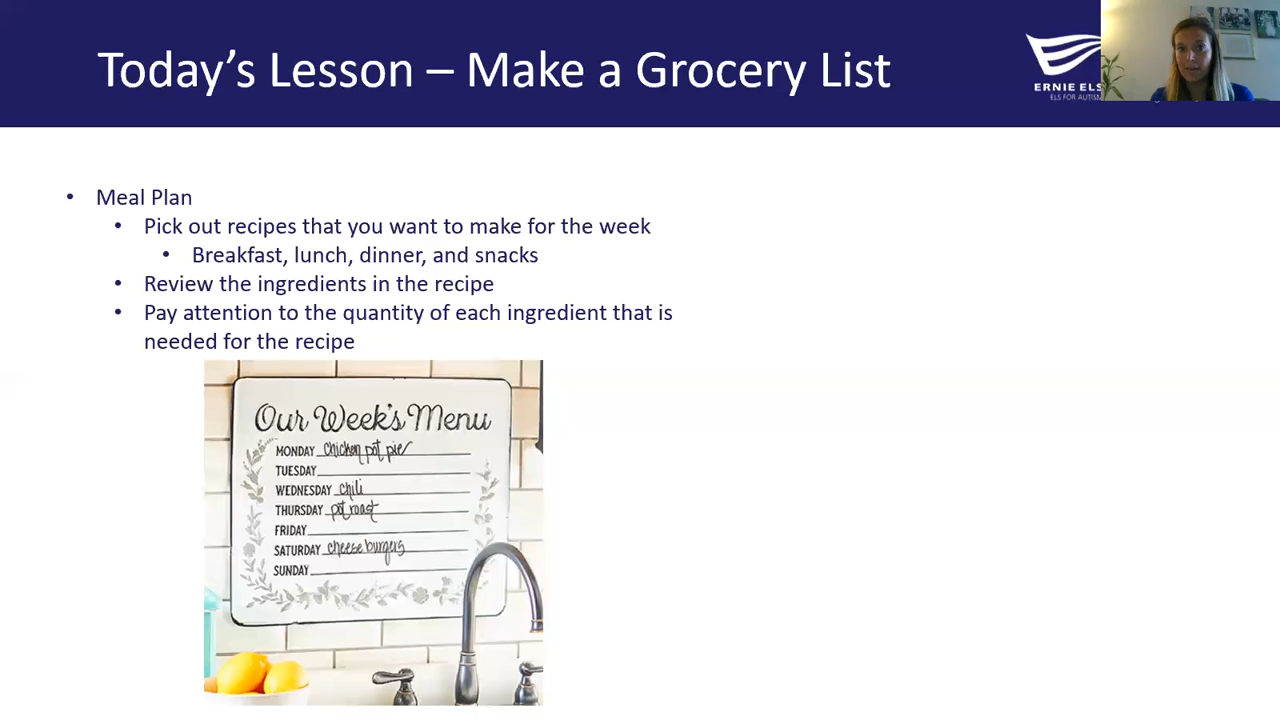 Today's Lesson – Make a Grocery List
ERNIE ELS
ELS FOR AUTISM
• Meal Plan
• Pick out recipes that you want to make for the week
• Breakfast, lunch, dinner, and snacks
• Review the ingredients in the recipe
• Pay attention to the quantity of each ingredient that is
needed for the recipe
Our Week's Menu
MONDAY chicken pot pie
TUESDAY
WEDNESDAY chili
THURSDAY pot roast
FRIDAY
SATURDAY cheese burgers
SUNDAY